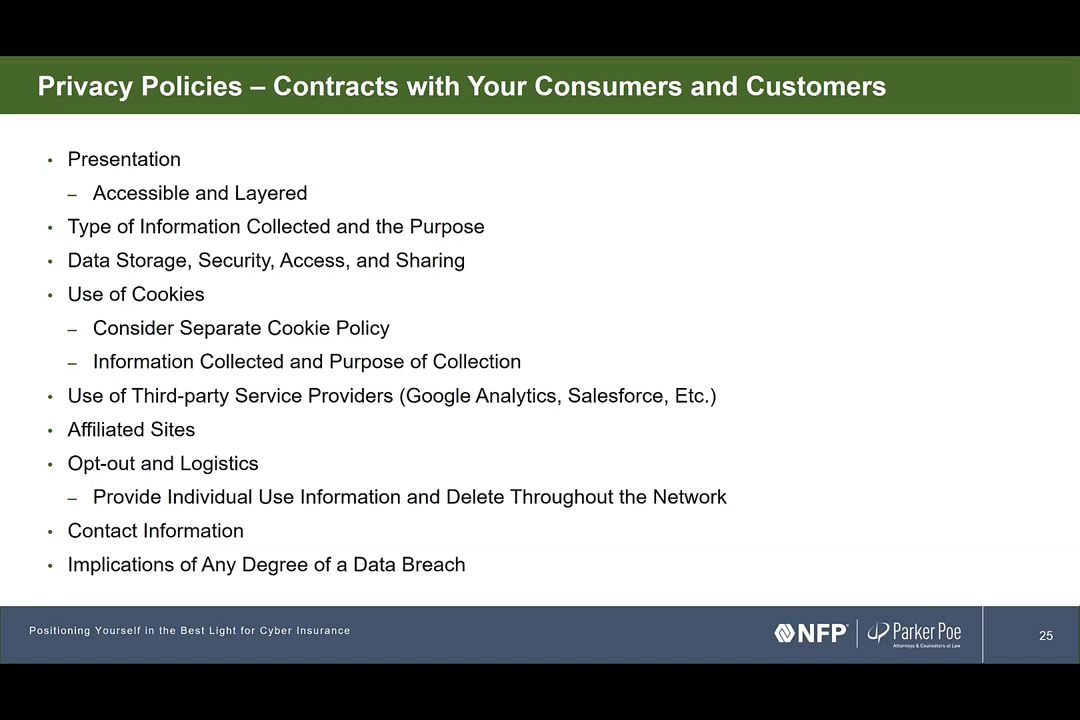 Privacy Policies – Contracts with Your Consumers and Customers
• Presentation
– Accessible and Layered
• Type of Information Collected and the Purpose
• Data Storage, Security, Access, and Sharing
• Use of Cookies
– Consider Separate Cookie Policy
– Information Collected and Purpose of Collection
• Use of Third-party Service Providers (Google Analytics, Salesforce, Etc.)
• Affiliated Sites
• Opt-out and Logistics
– Provide Individual Use Information and Delete Throughout the Network
• Contact Information
• Implications of Any Degree of a Data Breach
Positioning Yourself in the Best Light for Cyber Insurance
NFP
Parker Poe
Attorneys & Counselors at Law
25